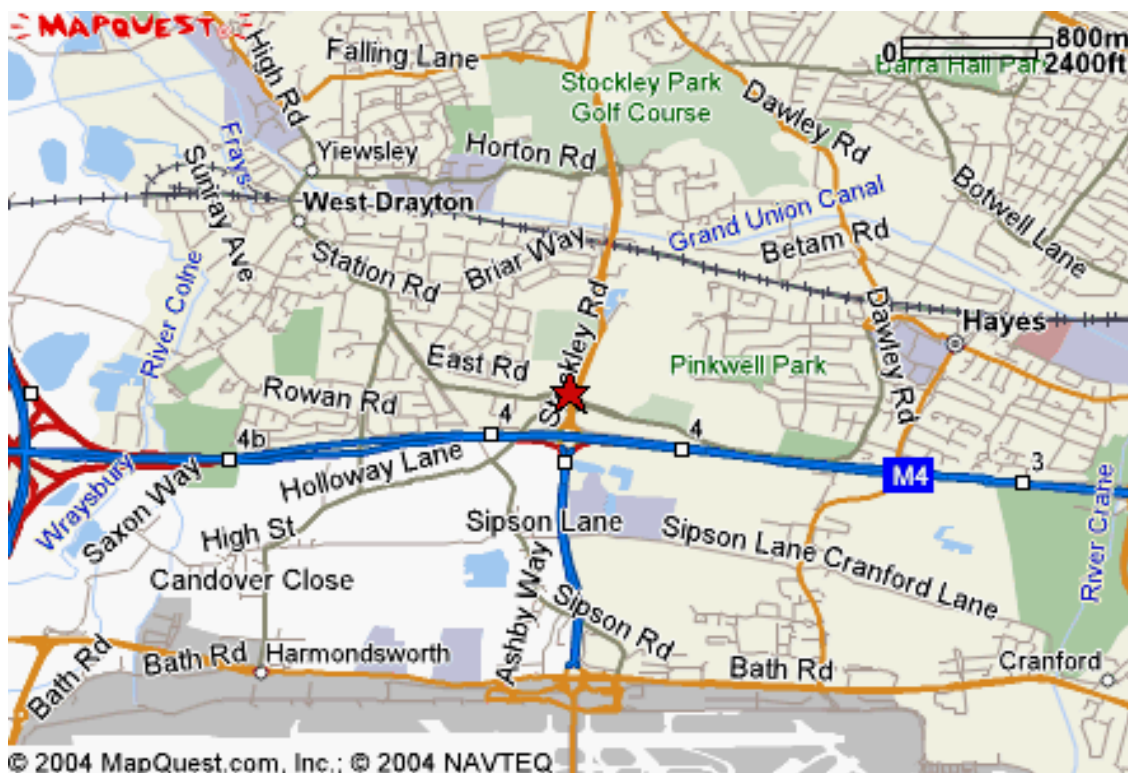 MAPQUEST
800m
0
2400ft
High Rd
Falling Lane
Barra Hall Park
Stockley Park
Golf Course
Dawley Rd
Frays
Yiewsley
Horton Rd
Sunray Ave
West Drayton
Grand Union Canal
Botwell Lane
Station Rd
Briar Way
Betam Rd
River Colne
Stockley Rd
Dawley Rd
Hayes
East Rd
Pinkwell Park
Rowan Rd
4
4
4b
3
M4
Holloway Lane
Wraysbury
Saxon Way
High St
Sipson Lane
Sipson Lane
Cranford Lane
River Crane
Candover Close
Ashby Way
Sipson Rd
Bath Rd
Bath Rd
Harmondsworth
Bath Rd
Cranford
© 2004 MapQuest.com, Inc.; © 2004 NAVTEQ